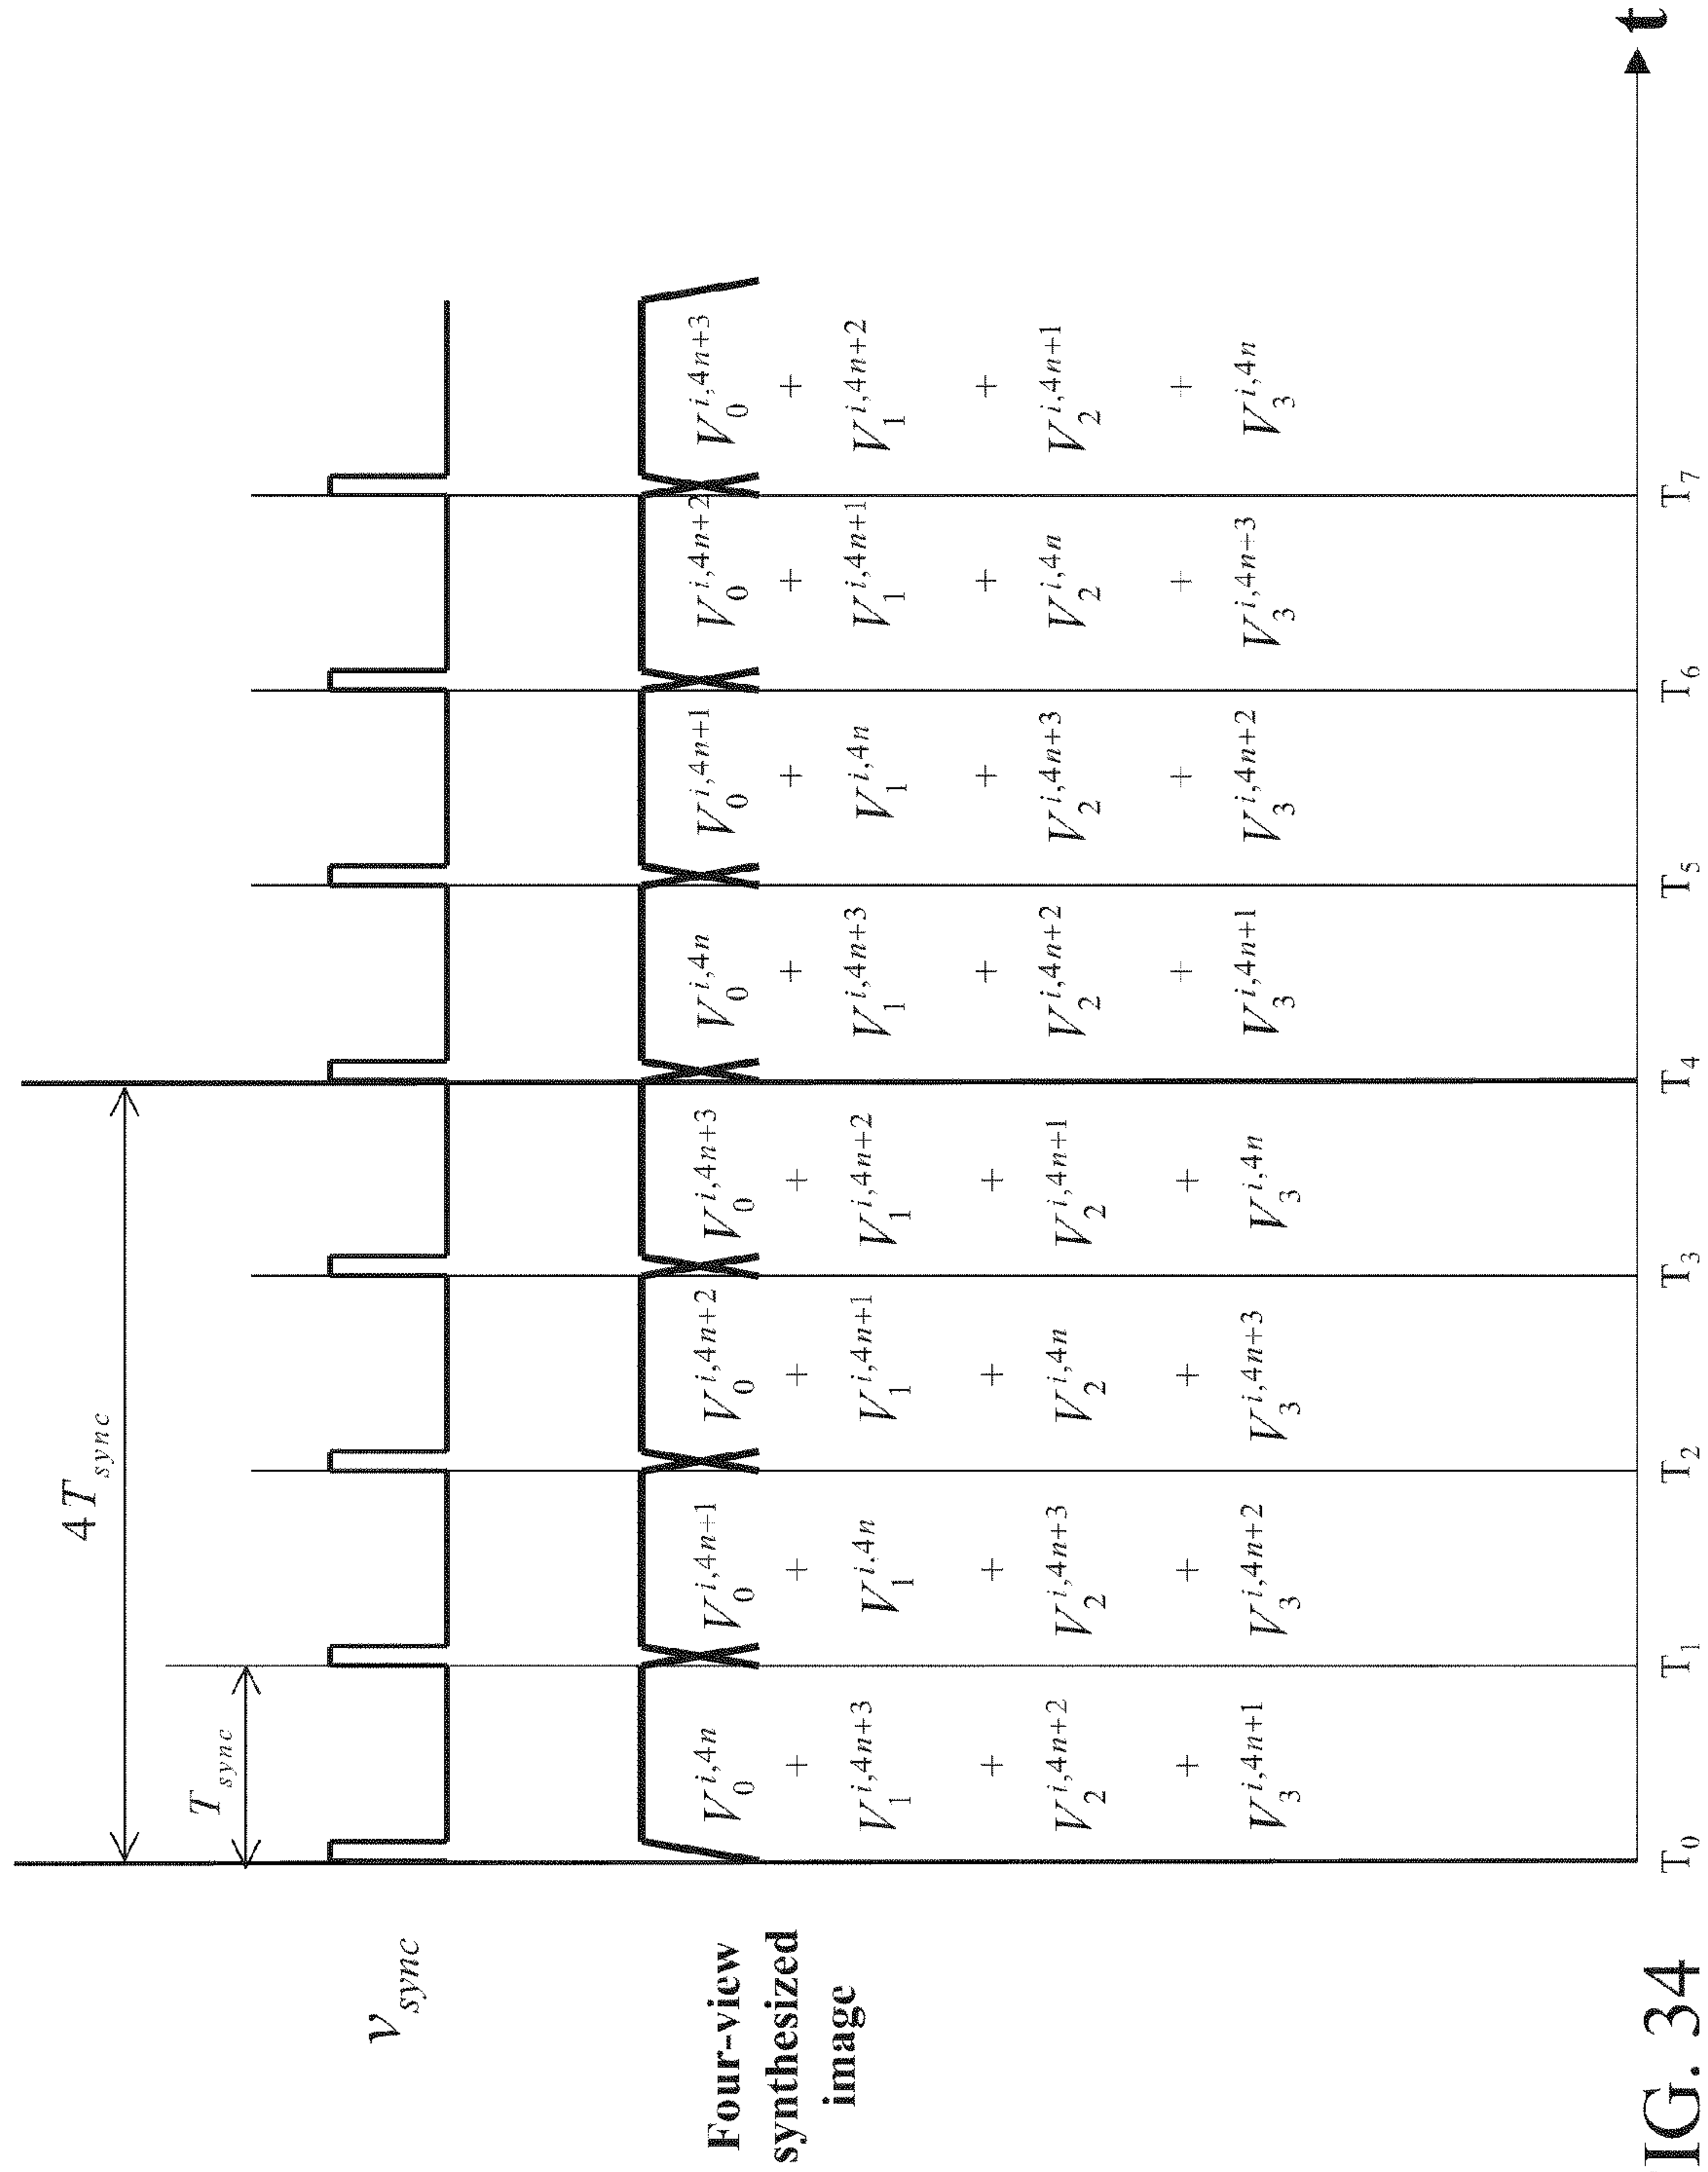 4T_sync
T_sync
v_sync
Four-view
synthesized
image
V_0^{i,4n} V_0^{i,4n+1} V_0^{i,4n+2} V_0^{i,4n+3} V_0^{i,4n} V_0^{i,4n+1} V_0^{i,4n+2} V_0^{i,4n+3}
+ + + + + + + +
V_1^{i,4n+3} V_1^{i.4n} V_1^{i,4n+1} V_1^{i,4n+2} V_1^{i,4n+3} V_1^{i,4n} V_1^{i,4n+1} V_1^{i,4n+2}
+ + + + + + + +
V_2^{i,4n+2} V_2^{i,4n+3} V_2^{i,4n} V_2^{i,4n+1} V_2^{i,4n+2} V_2^{i,4n+3} V_2^{i,4n} V_2^{i,4n+1}
+ + + + + + + +
V_3^{i,4n+1} V_3^{i,4n+2} V_3^{i,4n+3} V_3^{i,4n} V_3^{i,4n+1} V_3^{i,4n+2} V_3^{i,4n+3} V_3^{i,4n}
t
T_0 T_1 T_2 T_3 T_4 T_5 T_6 T_7
IG. 34